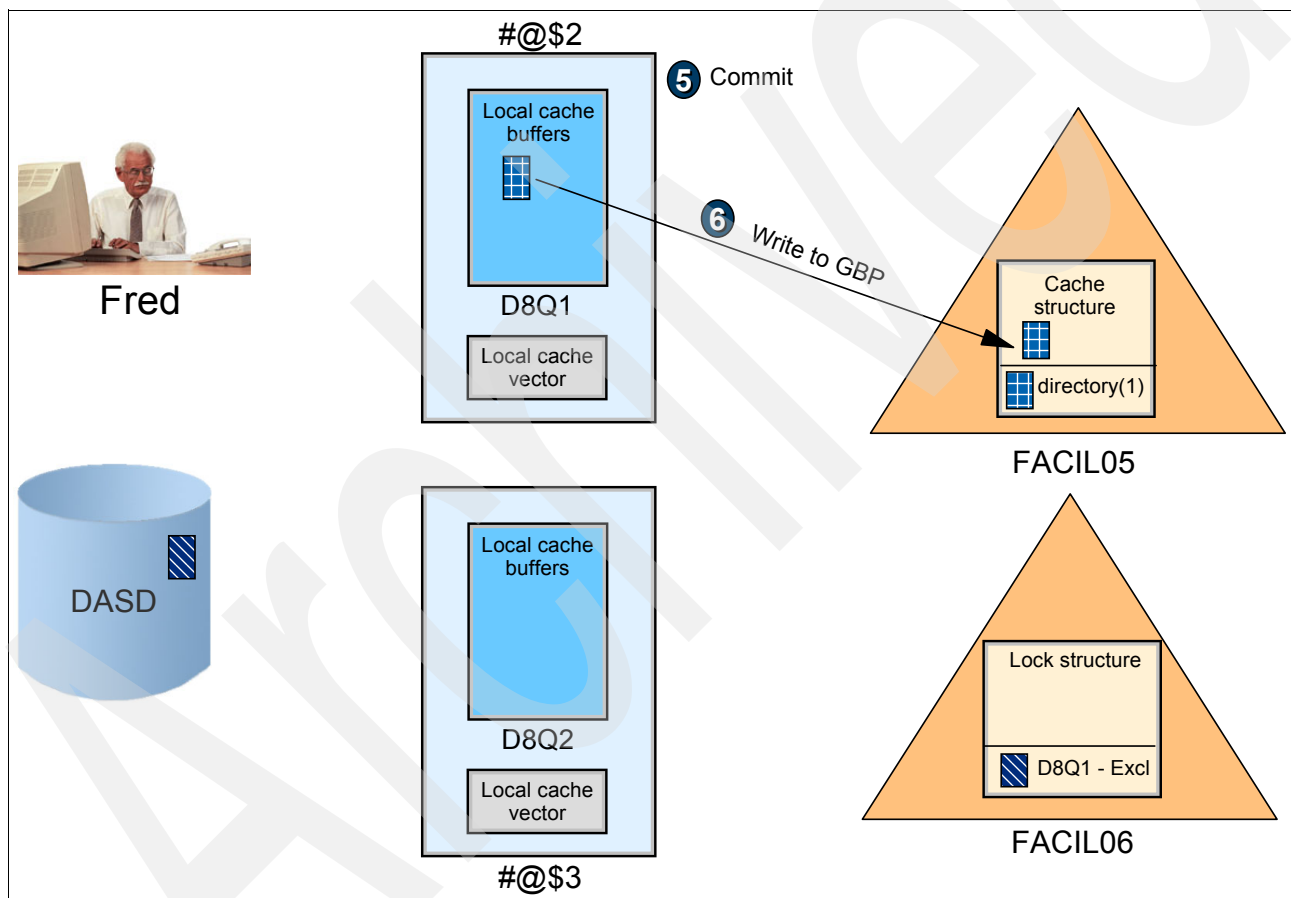 #@$2
5 Commit
Local cache
buffers
6 Write to GBP
D8Q1
Local cache
vector
Fred
Cache
structure
directory(1)
FACIL05
DASD
Local cache
buffers
D8Q2
Local cache
vector
#@$3
Lock structure
D8Q1 - Excl
FACIL06
Archived